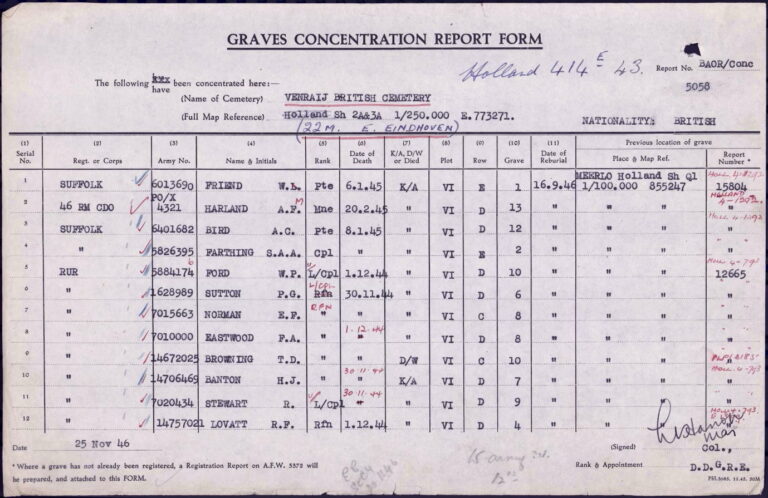 GRAVES CONCENTRATION REPORT FORM
Holland 414 E 43.
Report No. BAOR/Conc
5058
The following have been concentrated here:—
(Name of Cemetery) VENRAIJ BRITISH CEMETERY
(Full Map Reference) Holland Sh 2A&3A 1/250.000 E.773271.
(22 M. E. EINDHOVEN)
NATIONALITY: BRITISH
(1) (2) (3) (4) (5) (6) (7) (8) (9) (10) (11) Previous location of grave
Serial No. Regt. or Corps Army No. Name & Initials Rank Date of Death K/A, D/W or Died Plot Row Grave Date of Reburial Place & Map Ref. Report Number*
MEERLO Holland Sh Q1
1 SUFFOLK 6013690 FRIEND W.L. Pte 6.1.45 K/A VI E 1 16.9.46 1/100.000 855247 15804
PO/X
2 46 RM CDO 4321 HARLAND A.F. M Mne 20.2.45 " VI D 13 " " " "
3 SUFFOLK 6401682 BIRD A.C. Pte 8.1.45 " VI D 12 " " " "
4 " 5826395 FARTHING S.A.A. Cpl " " VI E 2 " " " "
5 RUR 5884174 FORD W.P. L/Cpl 1.12.44 " VI D 10 " " " 12665
L/CPL
6 " 1628989 SUTTON P.G. Rfn 30.11.44 " VI D 6 " " " "
RFN
7 " 7015663 NORMAN E.F. " " " VI C 8 " " " "
1.12.44
8 " 7010000 EASTWOOD F.A. " " " VI D 8 " " " "
9 " 14672025 BROWNING T.D. " " D/W VI C 10 " " " "
30.11.44
10 " 14706469 BANTON H.J. " " K/A VI D 7 " " " "
30.11.44
11 " 7020434 STEWART R. L/Cpl " " VI D 9 " " " "
12 " 14757021 LOVATT R.F. Rfn 1.12.44 " VI D 4 " " " "
Date 25 Nov 46
(Signed) Col.,
* Where a grave has not already been registered, a Registration Report on A.F.W. 3372 will
be prepared, and attached to this FORM.
Rank & Appointment D.D.G.R.E.